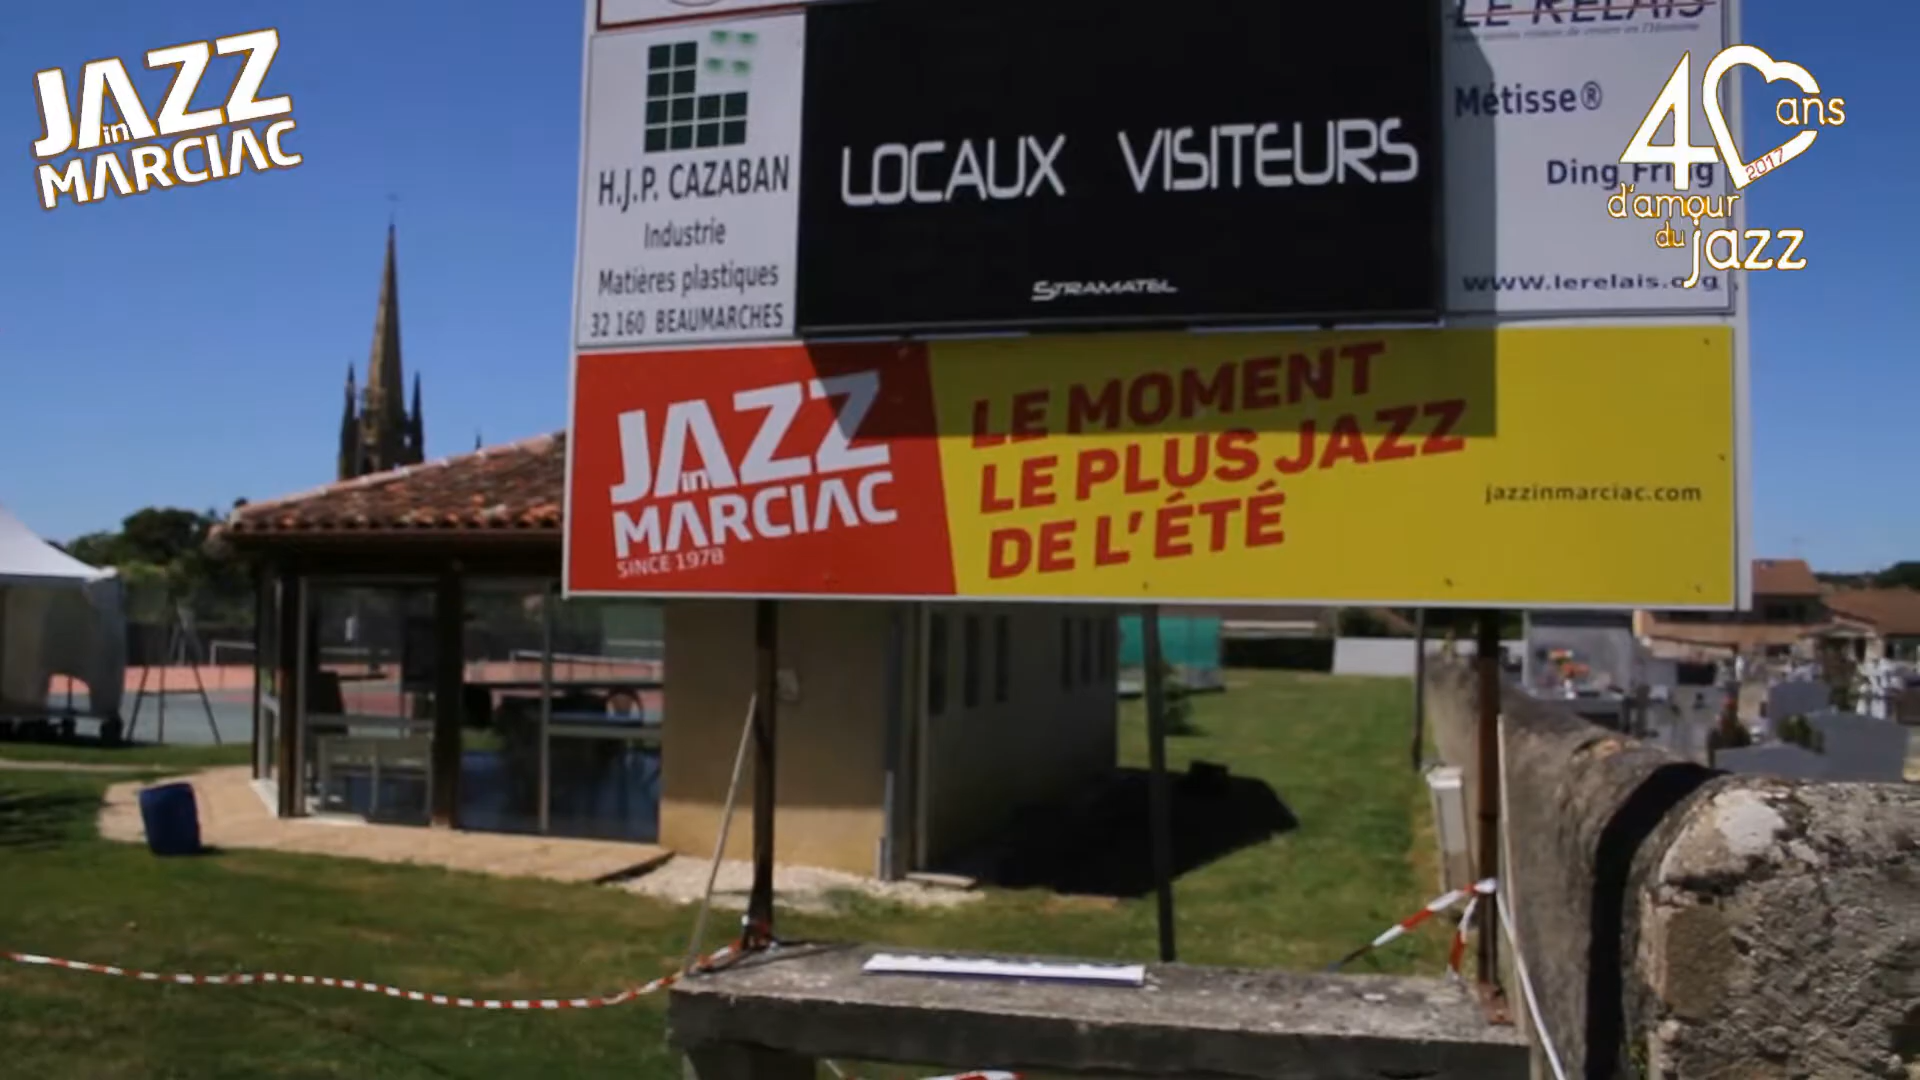 JAZZ
in
MARCIAC
H.J.P. CAZABAN
Industrie
Matières plastiques
32 160 BEAUMARCHES
LOCAUX VISITEURS
STRAMATEL
LE RELAIS
Métisse®
Ding Fring
www.lerelais.org
40 ans
2017
d'amour
du
jazz
JAZZ
in
MARCIAC
SINCE 1978
LE MOMENT
LE PLUS JAZZ
DE L'ÉTÉ
jazzinmarciac.com